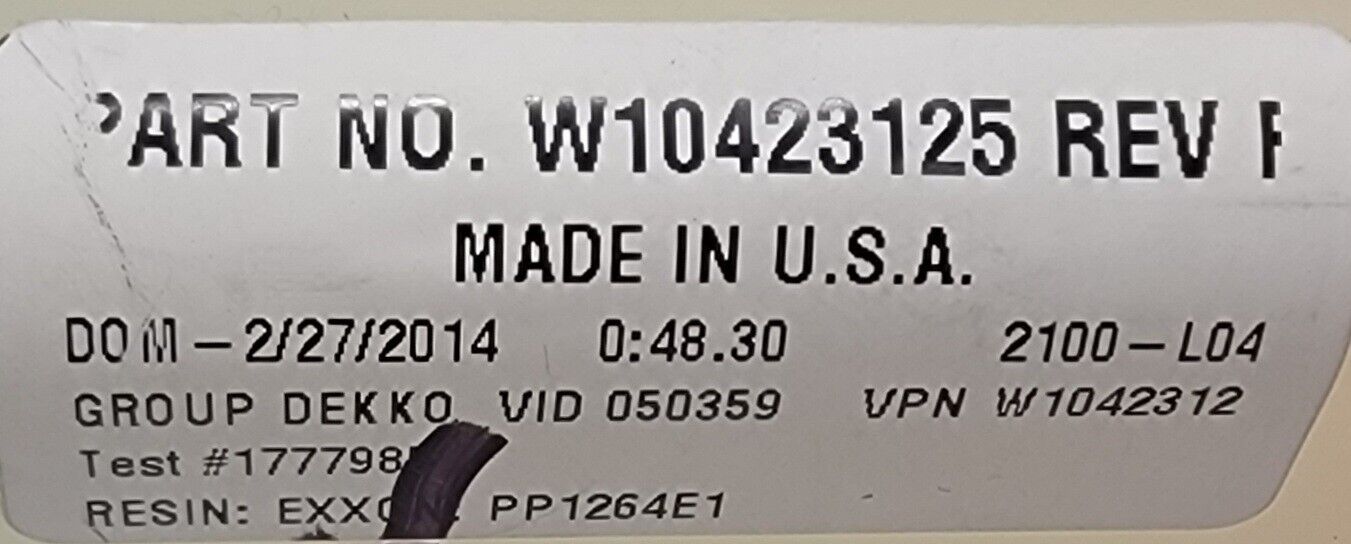 PART NO. W10423125 REV
MADE IN U.S.A.
DOM – 2/27/2014 0:48.30 2100 – L04
GROUP DEKKO, VID 050359 VPN W1042312
Test
RESIN: EXXON PP1264E1